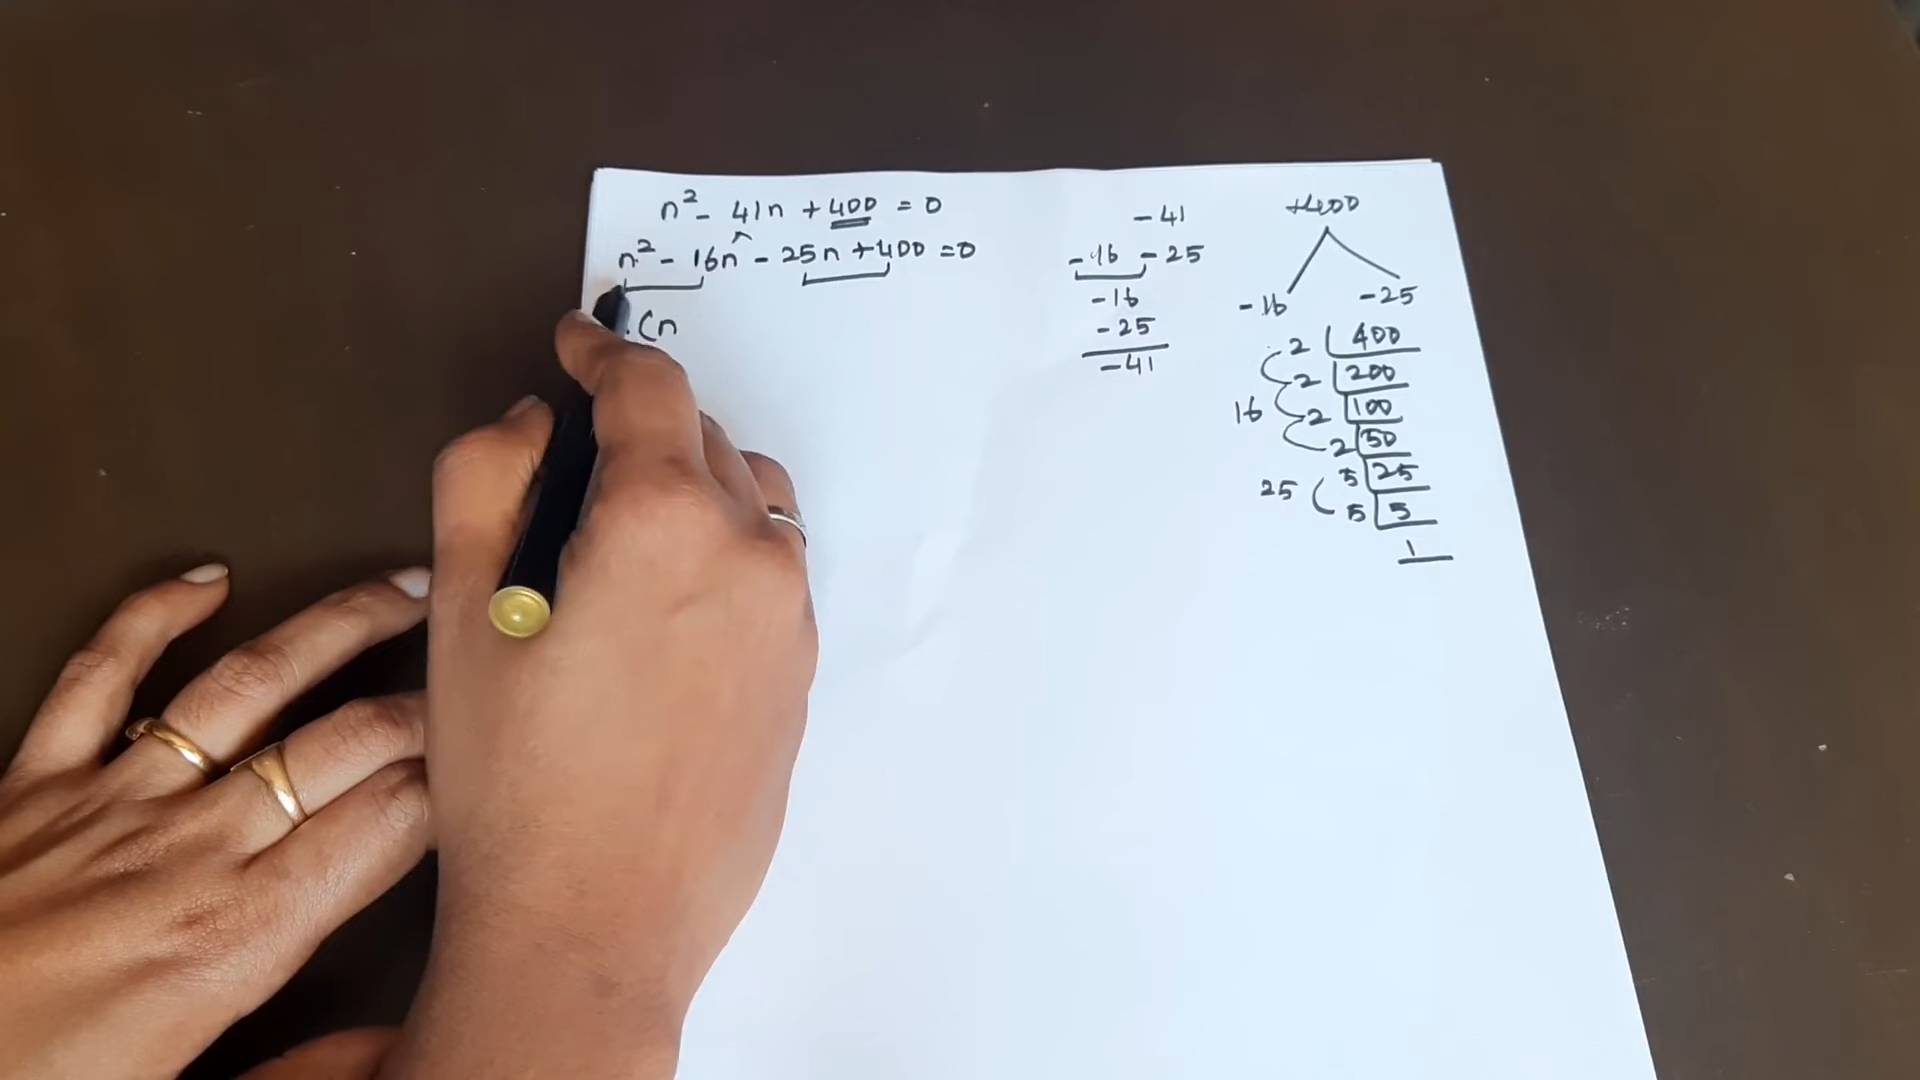 n² - 41n + 400 = 0
n² - 16n - 25n + 400 = 0
(n
- 41
- 16 - 25
- 16
- 25
- 41
+400
- 16 - 25
2 400
2 200
16 2 100
2 50
5 25
25 5 5
1